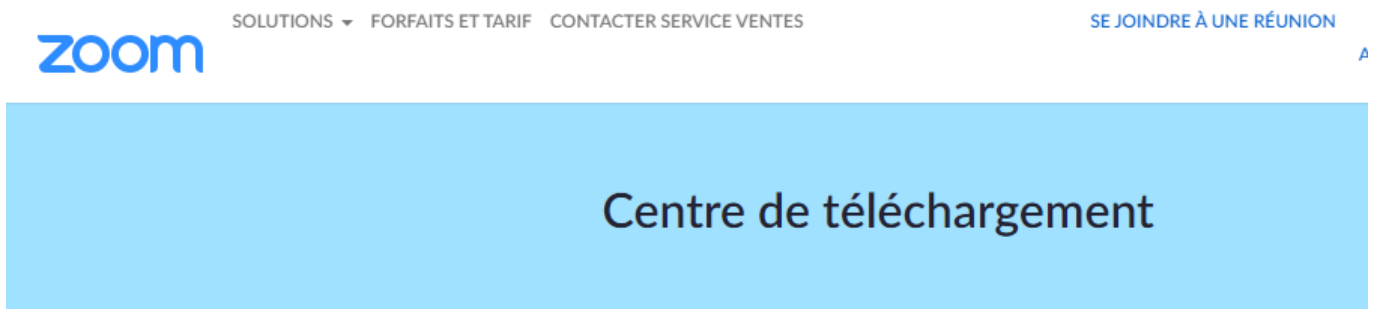 zoom
SOLUTIONS FORFAITS ET TARIF CONTACTER SERVICE VENTES SE JOINDRE À UNE RÉUNION
Centre de téléchargement